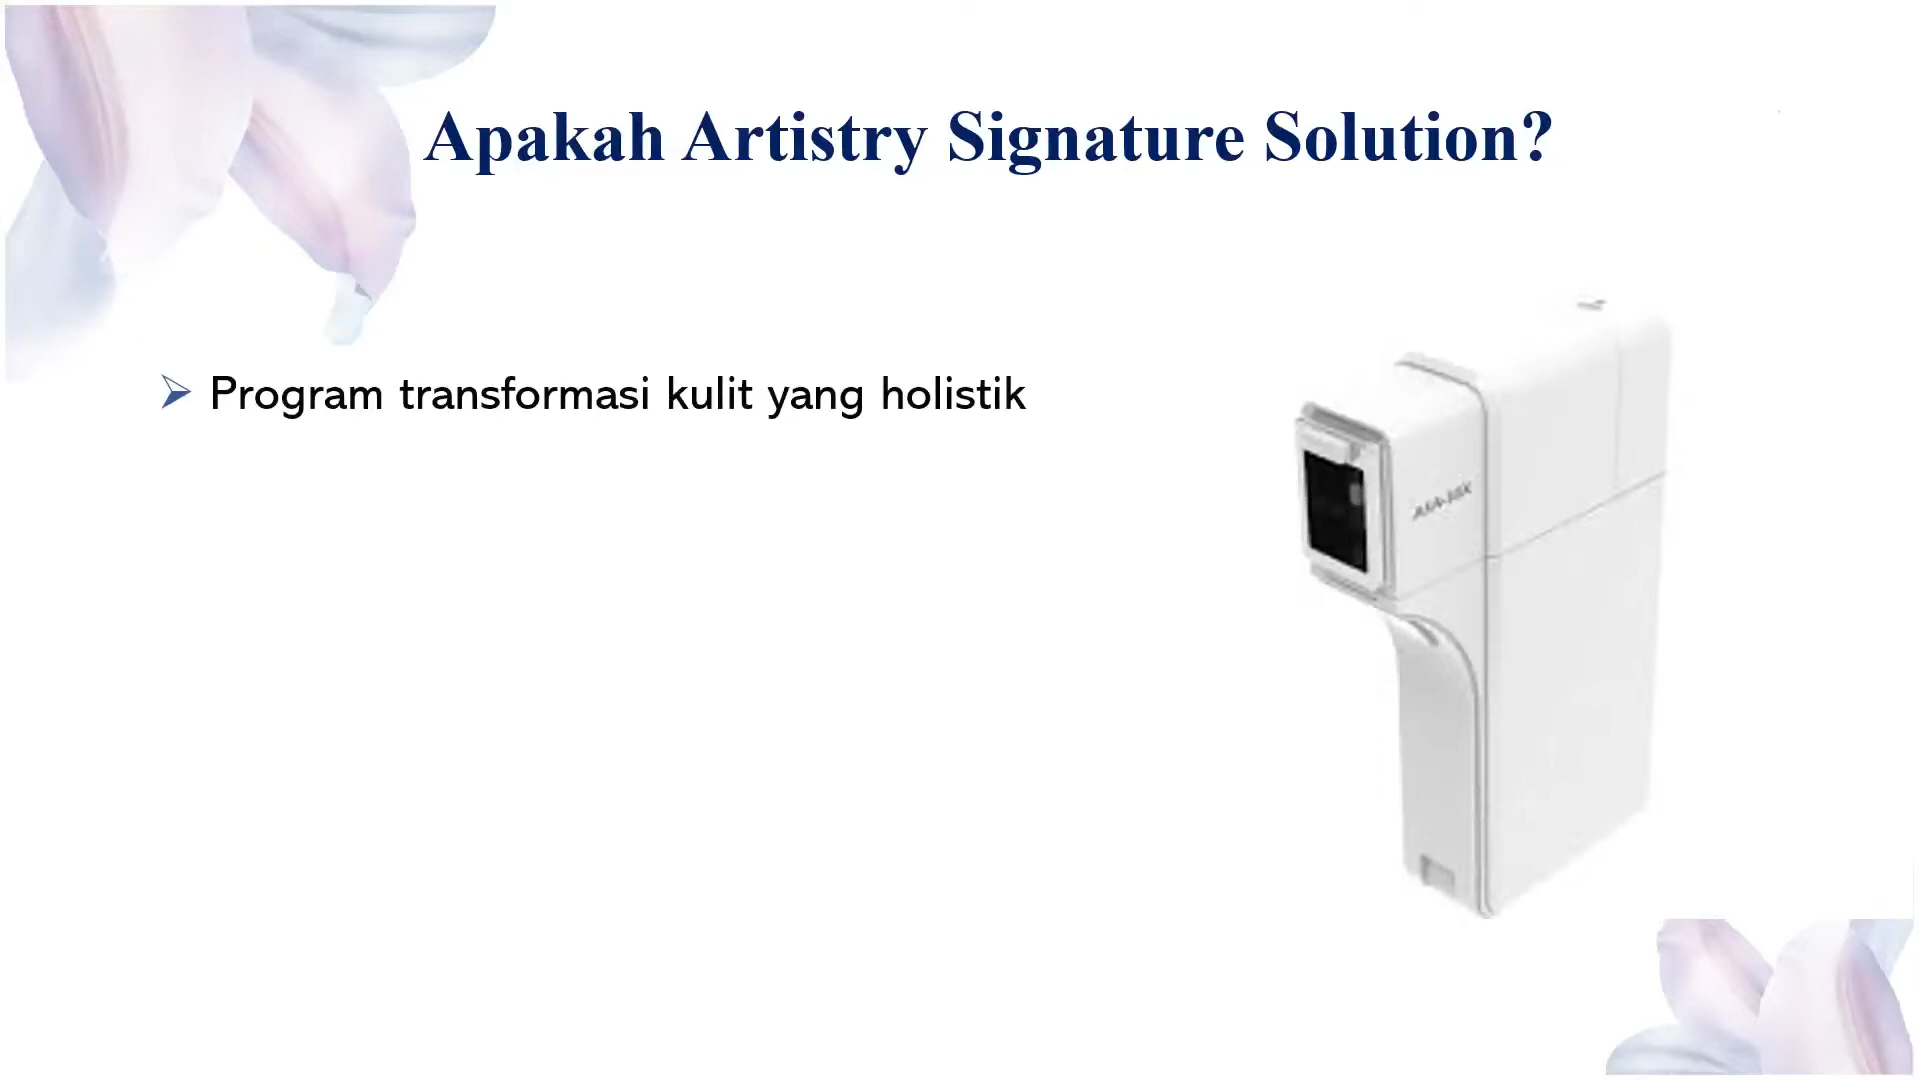 Apakah Artistry Signature Solution?
Program transformasi kulit yang holistik